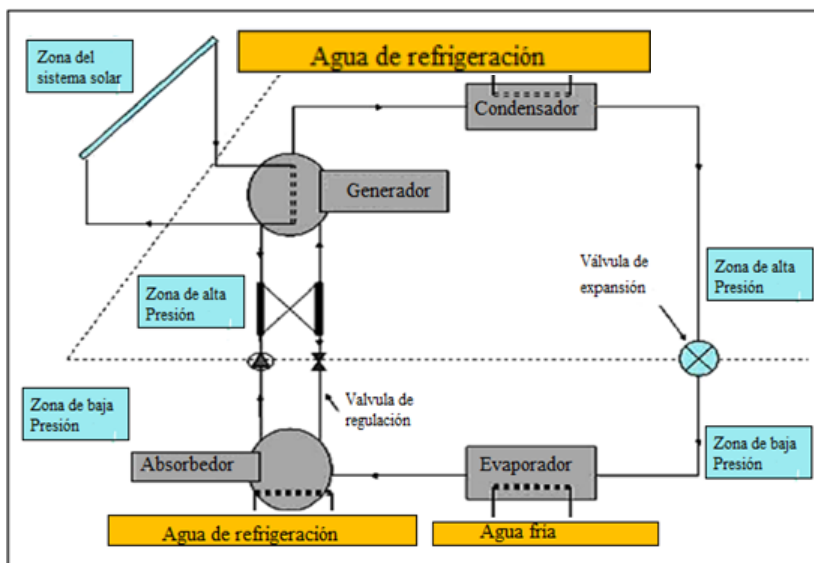 Zona del
sistema solar
Agua de refrigeración
Condensador
Generador
Zona de alta
Presión
Válvula de
expansión
Zona de alta
Presión
Zona de baja
Presión
Valvula de
regulación
Absorbedor
Evaporador
Zona de baja
Presión
Agua de refrigeración
Agua fria